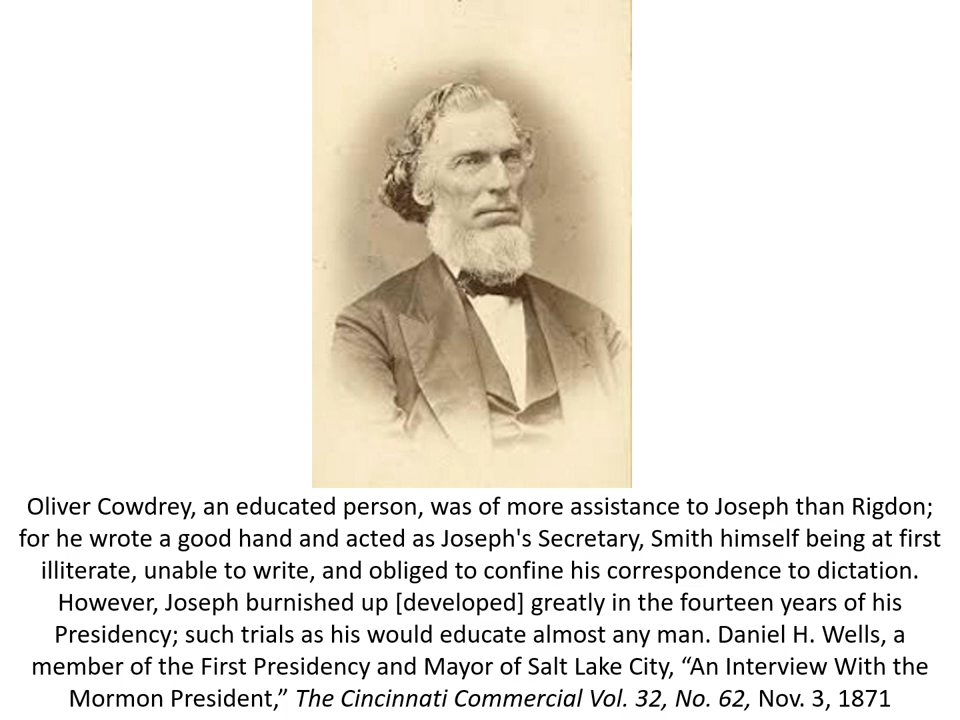 Oliver Cowdrey, an educated person, was of more assistance to Joseph than Rigdon;
for he wrote a good hand and acted as Joseph's Secretary, Smith himself being at first
illiterate, unable to write, and obliged to confine his correspondence to dictation.
However, Joseph burnished up [developed] greatly in the fourteen years of his
Presidency; such trials as his would educate almost any man. Daniel H. Wells, a
member of the First Presidency and Mayor of Salt Lake City, “An Interview With the
Mormon President,” The Cincinnati Commercial Vol. 32, No. 62, Nov. 3, 1871